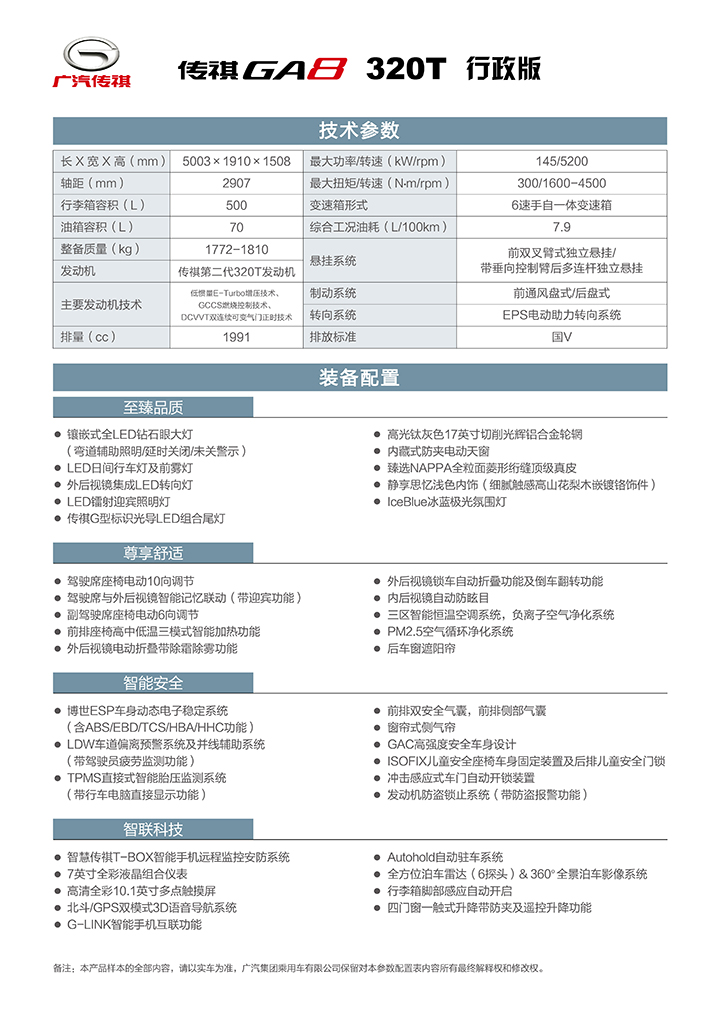 广汽传祺
传祺GA8 320T 行政版
技术参数
长 X 宽 X 高（mm） 5003×1910×1508 最大功率/转速（kW/rpm） 145/5200
轴距（mm） 2907 最大扭矩/转速（N·m/rpm） 300/1600-4500
行李箱容积（L） 500 变速箱形式 6速手自一体变速箱
油箱容积（L） 70 综合工况油耗（L/100km） 7.9
整备质量（kg） 1772-1810 悬挂系统 前双叉臂式独立悬挂/
带垂向控制臂后多连杆独立悬挂
发动机 传祺第二代320T发动机
主要发动机技术 低惯量E-Turbo增压技术、
GCCS燃烧控制技术、
DCVVT双连续可变气门正时技术
制动系统 前通风盘式/后盘式
转向系统 EPS电动助力转向系统
排量（cc） 1991 排放标准 国V
装备配置
至臻品质
● 镶嵌式全LED钻石眼大灯
（弯道辅助照明/延时关闭/未关警示）
● LED日间行车灯及前雾灯
● 外后视镜集成LED转向灯
● LED镭射迎宾照明灯
● 传祺G型标识光导LED组合尾灯
● 高光钛灰色17英寸切削光辉铝合金轮辋
● 内藏式防夹电动天窗
● 臻选NAPPA全粒面菱形绗缝顶级真皮
● 静享思忆浅色内饰（细腻触感高山花梨木嵌镀铬饰件）
● IceBlue冰蓝极光氛围灯
尊享舒适
● 驾驶席座椅电动10向调节
● 驾驶席与外后视镜智能记忆联动（带迎宾功能）
● 副驾驶席座椅电动6向调节
● 前排座椅高中低温三模式智能加热功能
● 外后视镜电动折叠带除霜除雾功能
● 外后视镜锁车自动折叠功能及倒车翻转功能
● 内后视镜自动防眩目
● 三区智能恒温空调系统，负离子空气净化系统
● PM2.5空气循环净化系统
● 后车窗遮阳帘
智能安全
● 博世ESP车身动态电子稳定系统
（含ABS/EBD/TCS/HBA/HHC功能）
● LDW车道偏离预警系统及并线辅助系统
（带驾驶员疲劳监测功能）
● TPMS直接式智能胎压监测系统
（带行车电脑直接显示功能）
● 前排双安全气囊，前排侧部气囊
● 窗帘式侧气帘
● GAC高强度安全车身设计
● ISOFIX儿童安全座椅车身固定装置及后排儿童安全门锁
● 冲击感应式车门自动开锁装置
● 发动机防盗锁止系统（带防盗报警功能）
智联科技
● 智慧传祺T-BOX智能手机远程监控安防系统
● 7英寸全彩液晶组合仪表
● 高清全彩10.1英寸多点触摸屏
● 北斗/GPS双模式3D语音导航系统
● G-LINK智能手机互联功能
● Autohold自动驻车系统
● 全方位泊车雷达（6探头）& 360°全景泊车影像系统
● 行李箱脚部感应自动开启
● 四门窗一触式升降带防夹及遥控升降功能
备注：本产品样本的全部内容，请以实车为准，广汽集团乘用车有限公司保留对本参数配置表内容所有最终解释权和修改权。